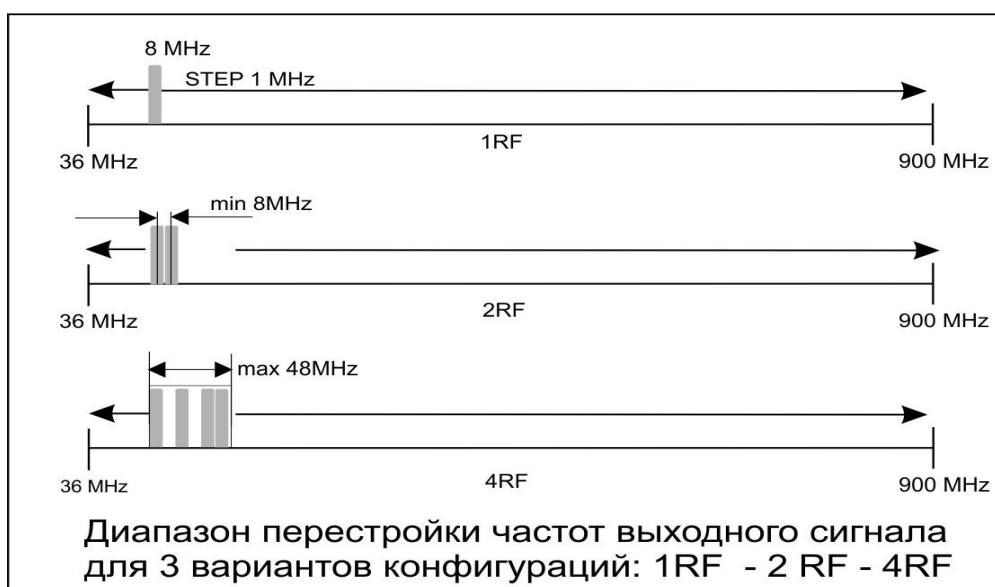 8 MHz
STEP 1 MHz
1RF
36 MHz
900 MHz
min 8MHz
2RF
36 MHz
900 MHz
max 48MHz
4RF
36 MHz
900 MHz
Диапазон перестройки частот выходного сигнала
для 3 вариантов конфигураций: 1RF - 2 RF - 4RF